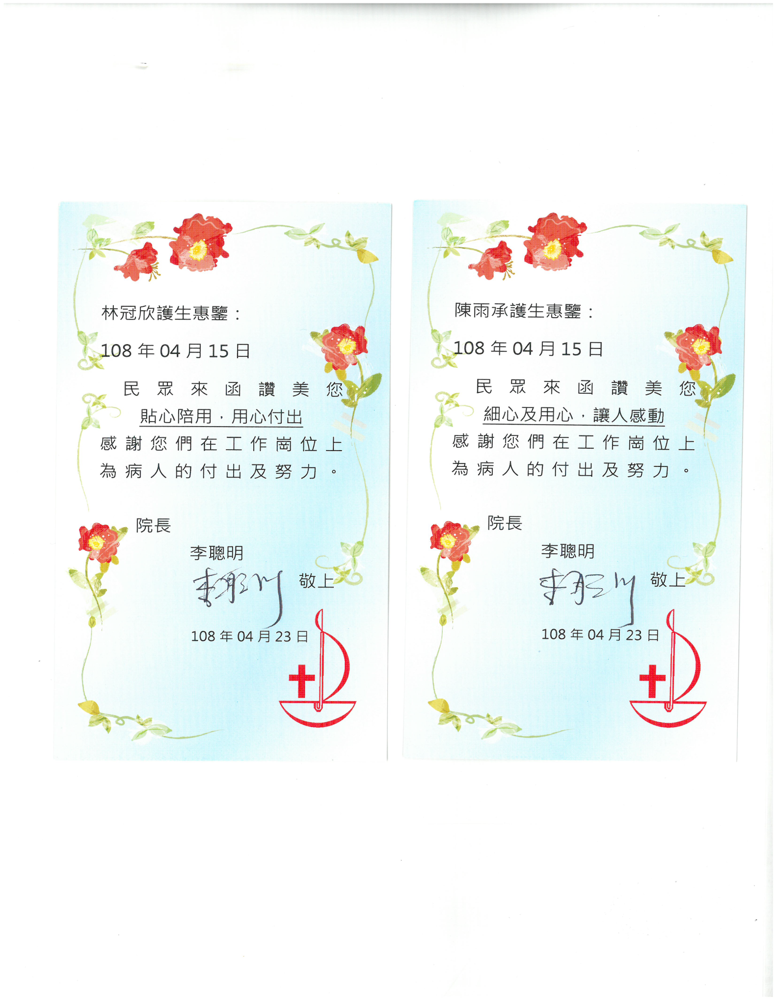 林冠欣護生惠鑒：
108 年 04 月 15 日
民眾來函讚美您
貼心陪用，用心付出
感謝您們在工作崗位上
為病人的付出及努力。
院長
李聰明
敬上
108 年 04 月 23 日
陳雨承護生惠鑒：
108 年 04 月 15 日
民眾來函讚美您
細心及用心，讓人感動
感謝您們在工作崗位上
為病人的付出及努力。
院長
李聰明
敬上
108 年 04 月 23 日